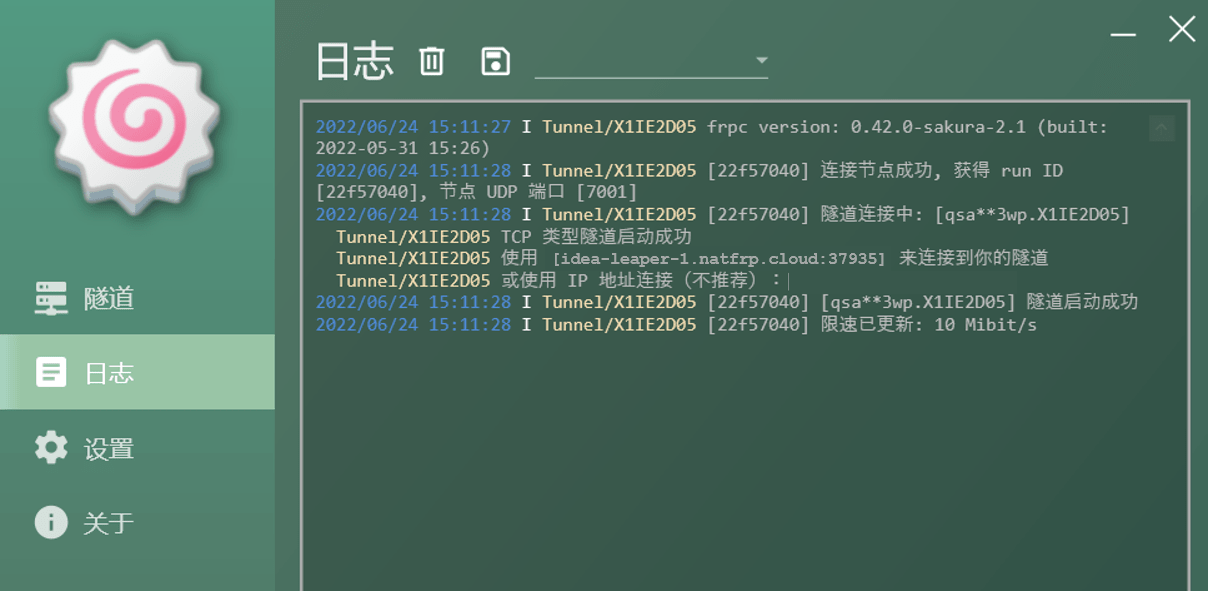 日志
2022/06/24 15:11:27 I Tunnel/X1IE2D05 frpc version: 0.42.0-sakura-2.1 (built:
2022-05-31 15:26)
2022/06/24 15:11:28 I Tunnel/X1IE2D05 [22f57040] 连接节点成功, 获得 run ID
[22f57040], 节点 UDP 端口 [7001]
2022/06/24 15:11:28 I Tunnel/X1IE2D05 [22f57040] 隧道连接中: [qsa**3wp.X1IE2D05]
Tunnel/X1IE2D05 TCP 类型隧道启动成功
Tunnel/X1IE2D05 使用 [idea-leaper-1.natfrp.cloud:37935] 来连接到你的隧道
Tunnel/X1IE2D05 或使用 IP 地址连接（不推荐）：
2022/06/24 15:11:28 I Tunnel/X1IE2D05 [22f57040] [qsa**3wp.X1IE2D05] 隧道启动成功
2022/06/24 15:11:28 I Tunnel/X1IE2D05 [22f57040] 限速已更新: 10 Mibit/s
隧道
日志
设置
关于